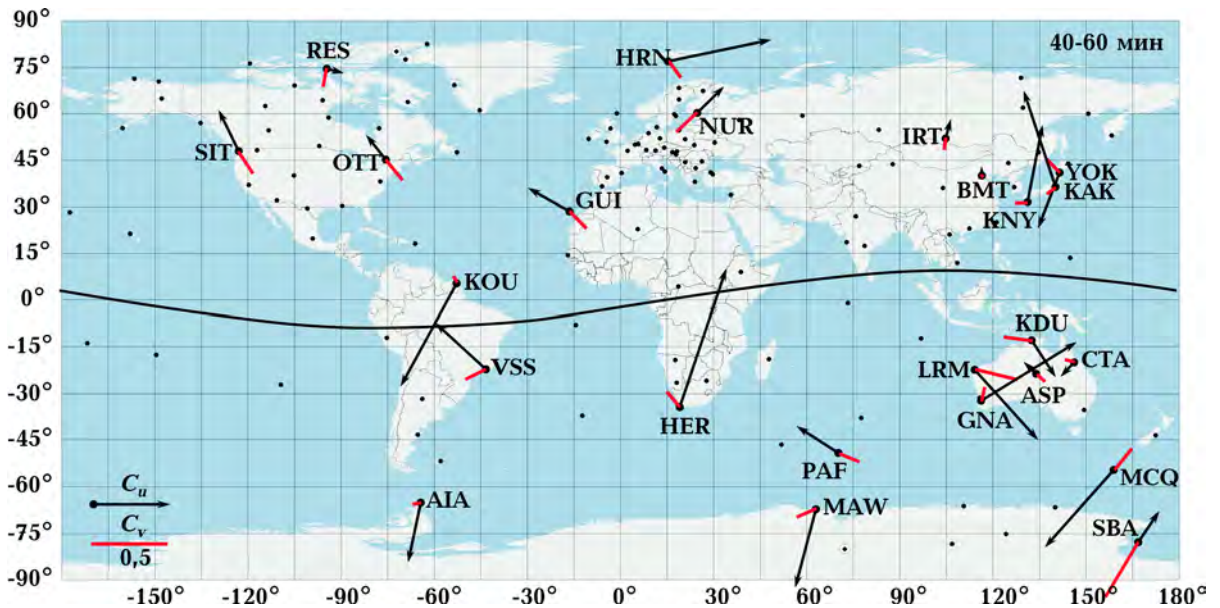 90°
40-60 мин
RES
HRN
75°
60°
NUR
SIT
OTT
IRT
45°
YOK
BMT
KAK
30°
GUI
KNY
15°
KOU
0°
KDU
-15°
VSS
LRM
CTA
ASP
-30°
HER
GNA
-45°
PAF
MCQ
-60°
Cu
AIA
MAW
SBA
-75°
Cv
0,5
-90°
-150° -120° -90° -60° -30° 0° 30° 60° 90° 120° 150° 180°